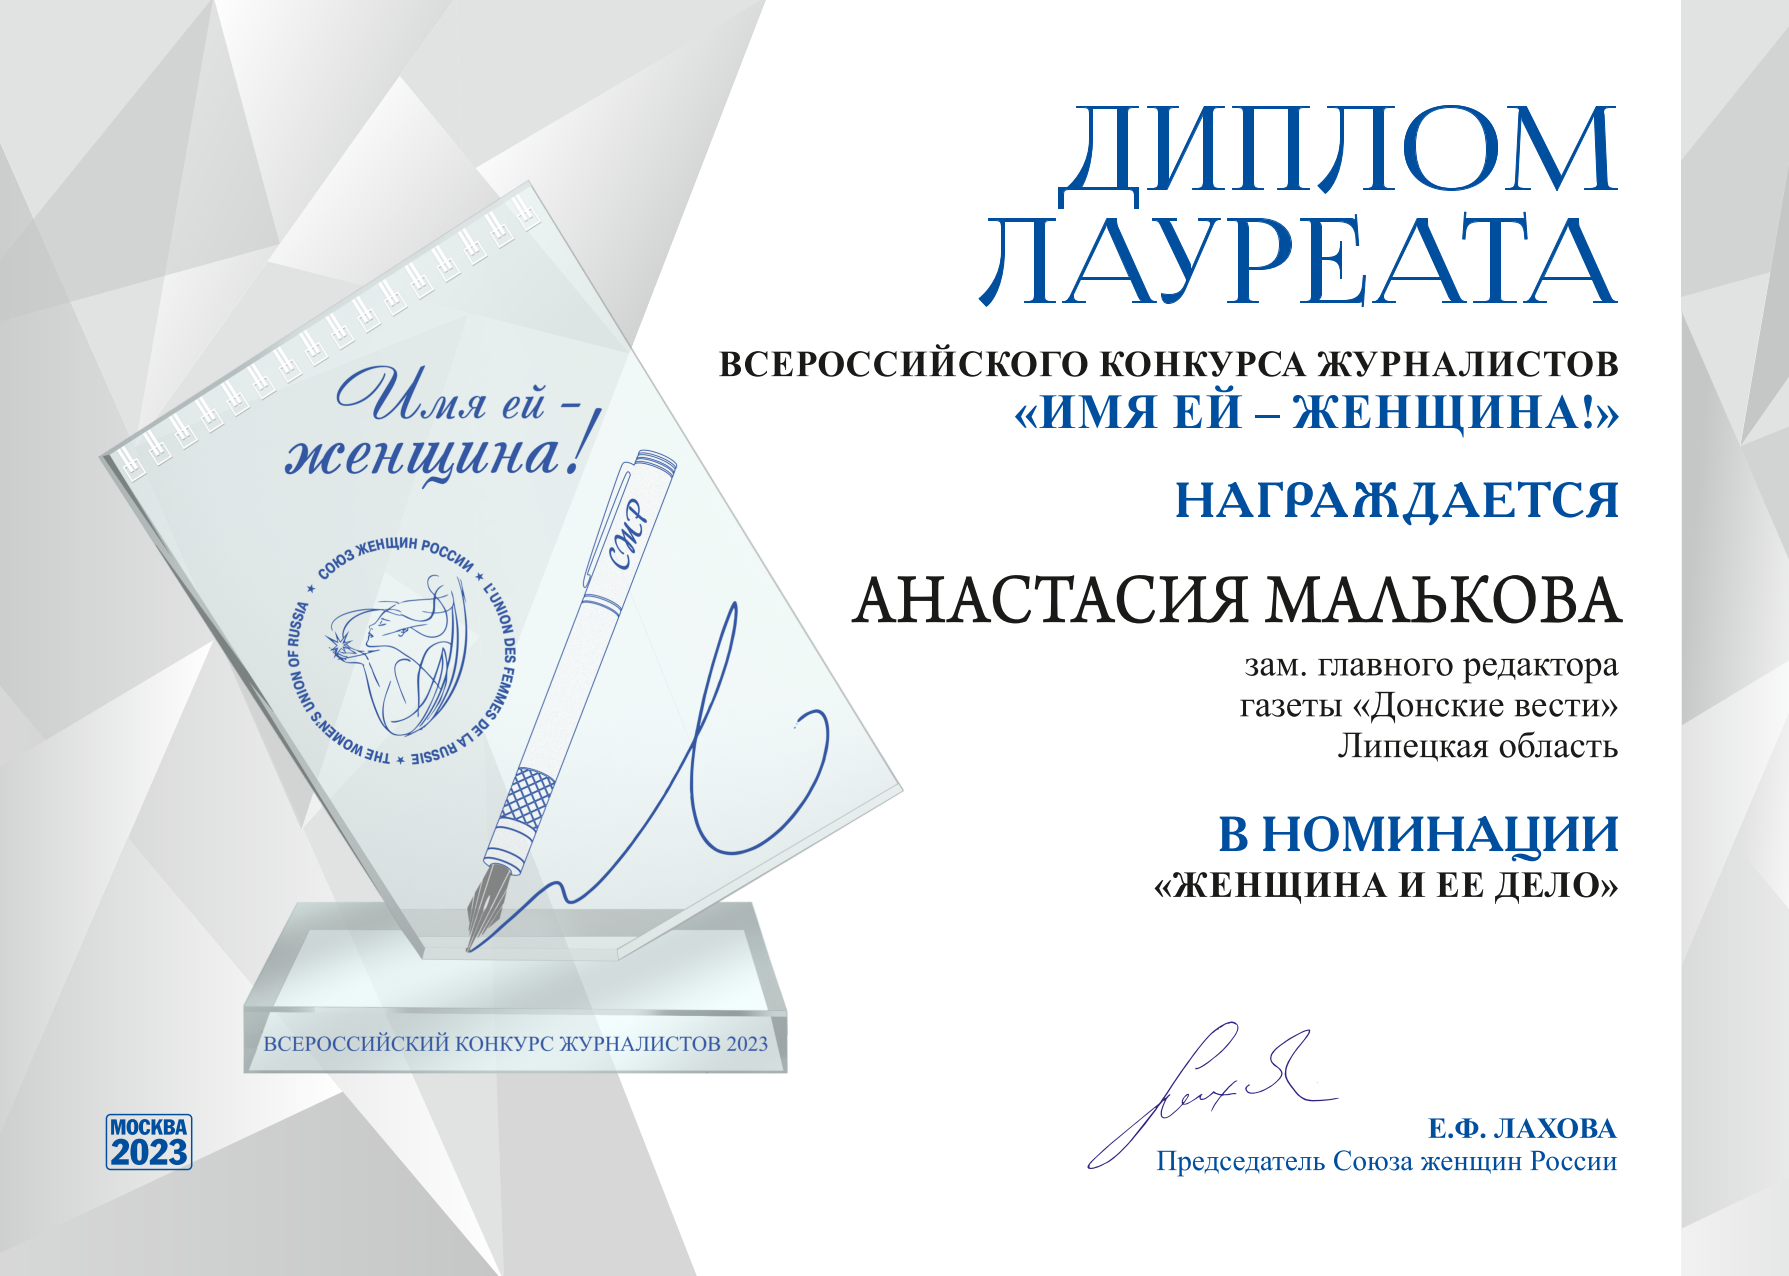 ДИПЛОМ
ЛАУРЕАТА
ВСЕРОССИЙСКОГО КОНКУРСА ЖУРНАЛИСТОВ
«ИМЯ ЕЙ – ЖЕНЩИНА!»
НАГРАЖДАЕТСЯ
АНАСТАСИЯ МАЛЬКОВА
зам. главного редактора
газеты «Донские вести»
Липецкая область
В НОМИНАЦИИ
«ЖЕНЩИНА И ЕЕ ДЕЛО»
Е.Ф. ЛАХОВА
Председатель Союза женщин России
Имя ей –
женщина!
СЖР
СОЮЗ ЖЕНЩИН РОССИИ ★ L'UNION DES FEMMES DE LA RUSSIE ★ THE WOMEN'S UNION OF RUSSIA ★
ВСЕРОССИЙСКИЙ КОНКУРС ЖУРНАЛИСТОВ 2023
МОСКВА
2023